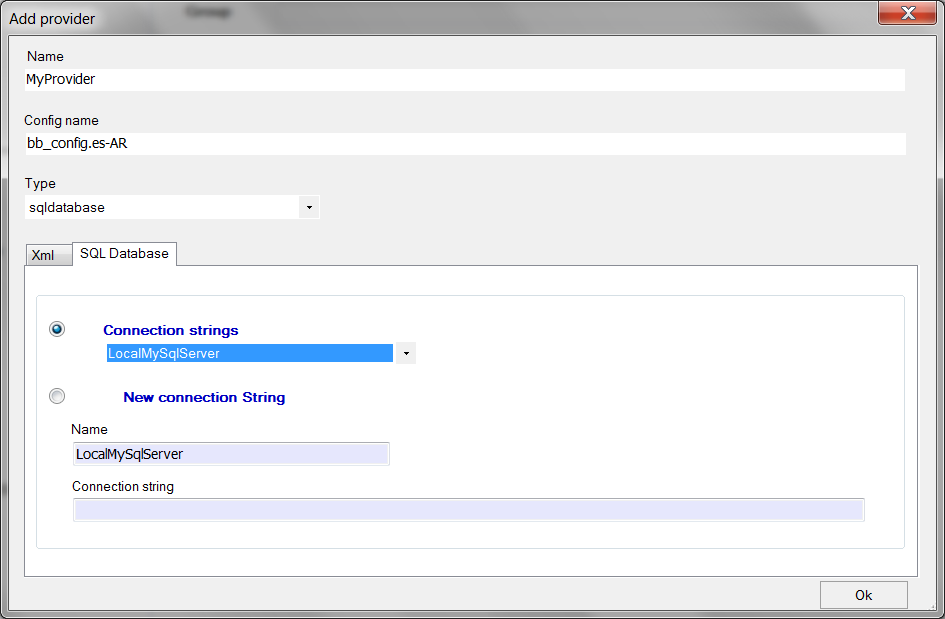 Group
Add provider
Name
MyProvider
Config name
bb_config.es-AR
Type
sqldatabase
Xml
SQL Database
Connection strings
LocalMySqlServer
New connection String
Name
LocalMySqlServer
Connection string
Ok